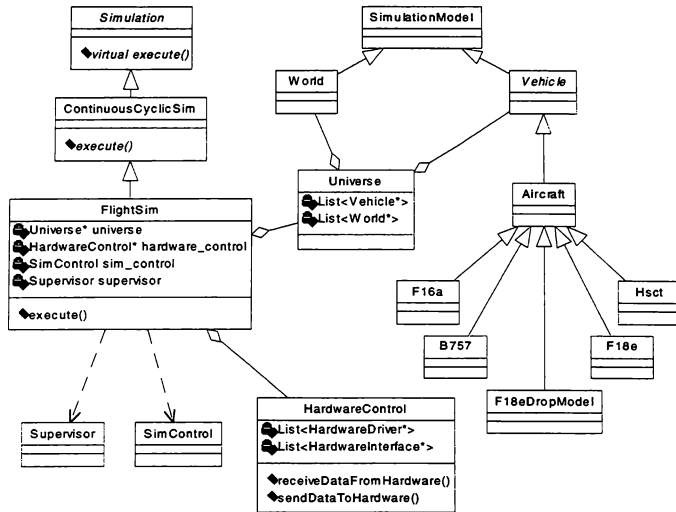 Simulation
virtual execute()
ContinuousCyclicSim
execute()
FlightSim
Universe* universe
HardwareControl* hardware_control
SimControl sim_control
Supervisor supervisor
execute()
Supervisor
SimControl
SimulationModel
World
Vehicle
Universe
List<Vehicle*>
List<World*>
Aircraft
F16a
Hsct
B757
F18e
F18eDropModel
HardwareControl
List<HardwareDriver*>
List<HardwareInterface*>
receiveDataFromHardware()
sendDataToHardware()